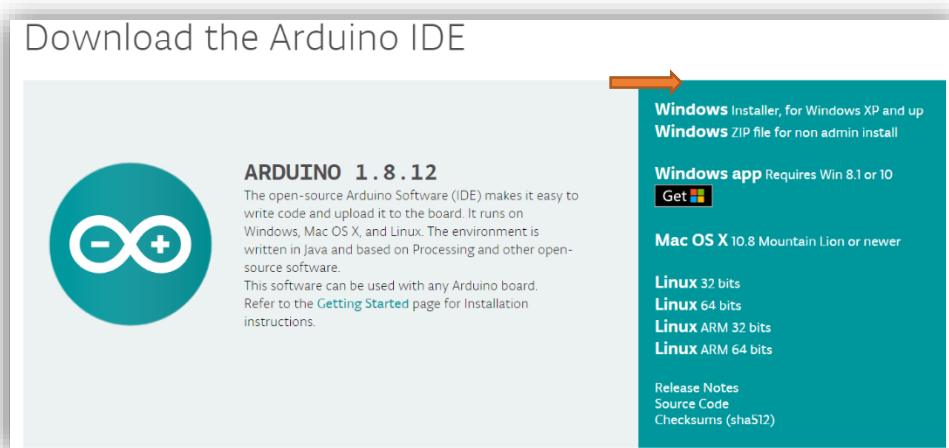 Download the Arduino IDE
ARDUINO 1.8.12
The open-source Arduino Software (IDE) makes it easy to
write code and upload it to the board. It runs on
Windows, Mac OS X, and Linux. The environment is
written in Java and based on Processing and other open-
source software.
This software can be used with any Arduino board.
Refer to the Getting Started page for Installation
instructions.
Windows Installer, for Windows XP and up
Windows ZIP file for non admin install
Windows app Requires Win 8.1 or 10
Get
Mac OS X 10.8 Mountain Lion or newer
Linux 32 bits
Linux 64 bits
Linux ARM 32 bits
Linux ARM 64 bits
Release Notes
Source Code
Checksums (sha512)